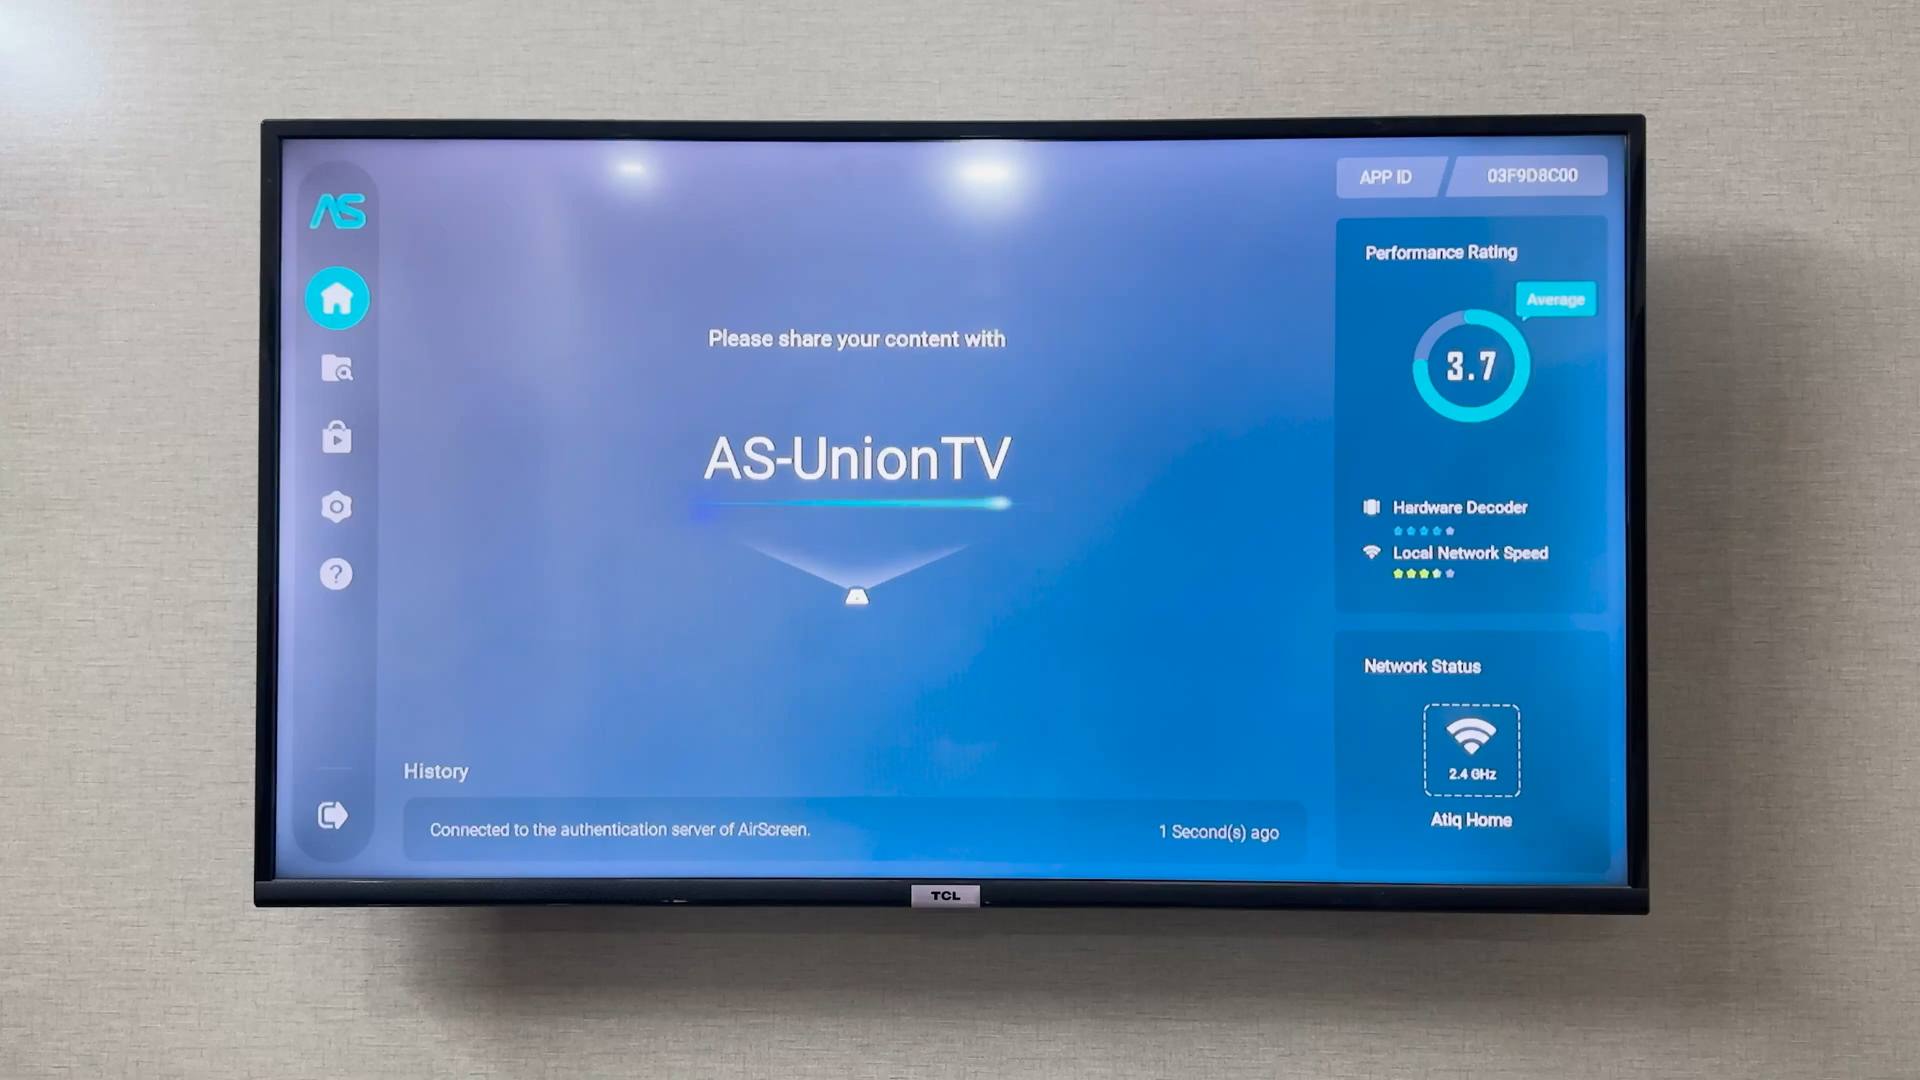 AS
APP ID
03F9D8C00
Performance Rating
Average
3.7
Please share your content with
AS-UnionTV
Hardware Decoder
Local Network Speed
Network Status
2.4 GHz
Atiq Home
History
Connected to the authentication server of AirScreen.
1 Second(s) ago
TCL